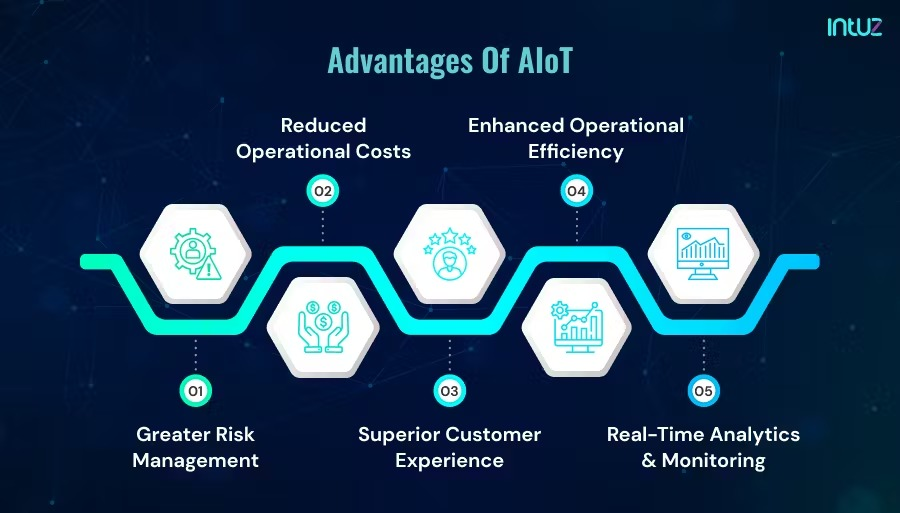 INTUZ
Advantages Of AIoT
Reduced
Operational Costs
Enhanced Operational
Efficiency
02
04
$ $
$
01
03
05
Greater Risk
Management
Superior Customer
Experience
Real-Time Analytics
& Monitoring